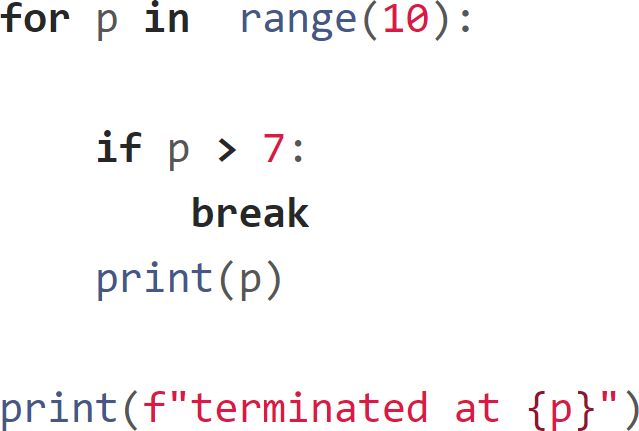 for p in  range(10):
    if p > 7:
        break
    print(p)
print(f"terminated at {p}")